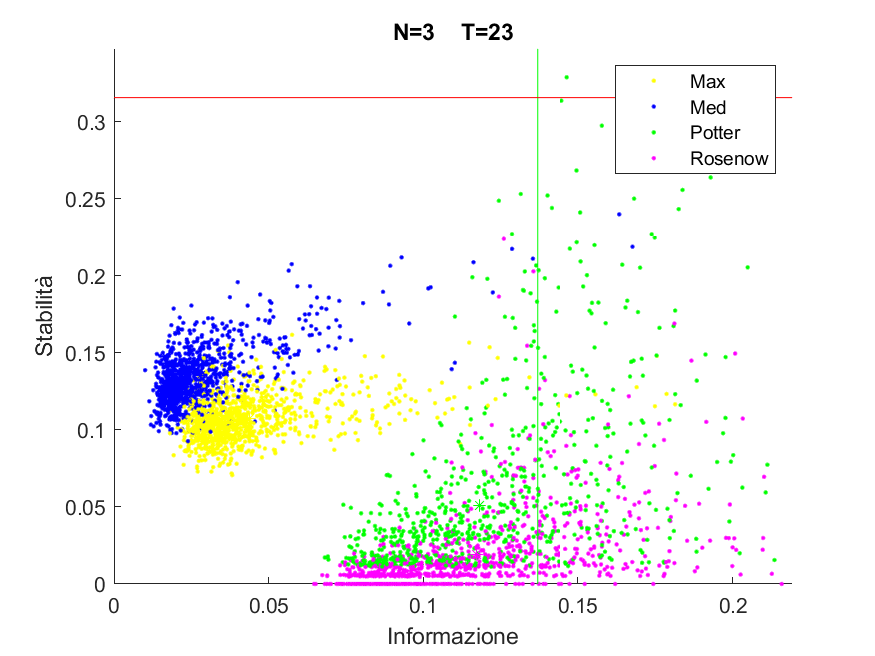 N=3 T=23
Max
Med
Potter
Rosenow
Stabilità
0.3
0.25
0.2
0.15
0.1
0.05
0
0 0.05 0.1 0.15 0.2
Informazione